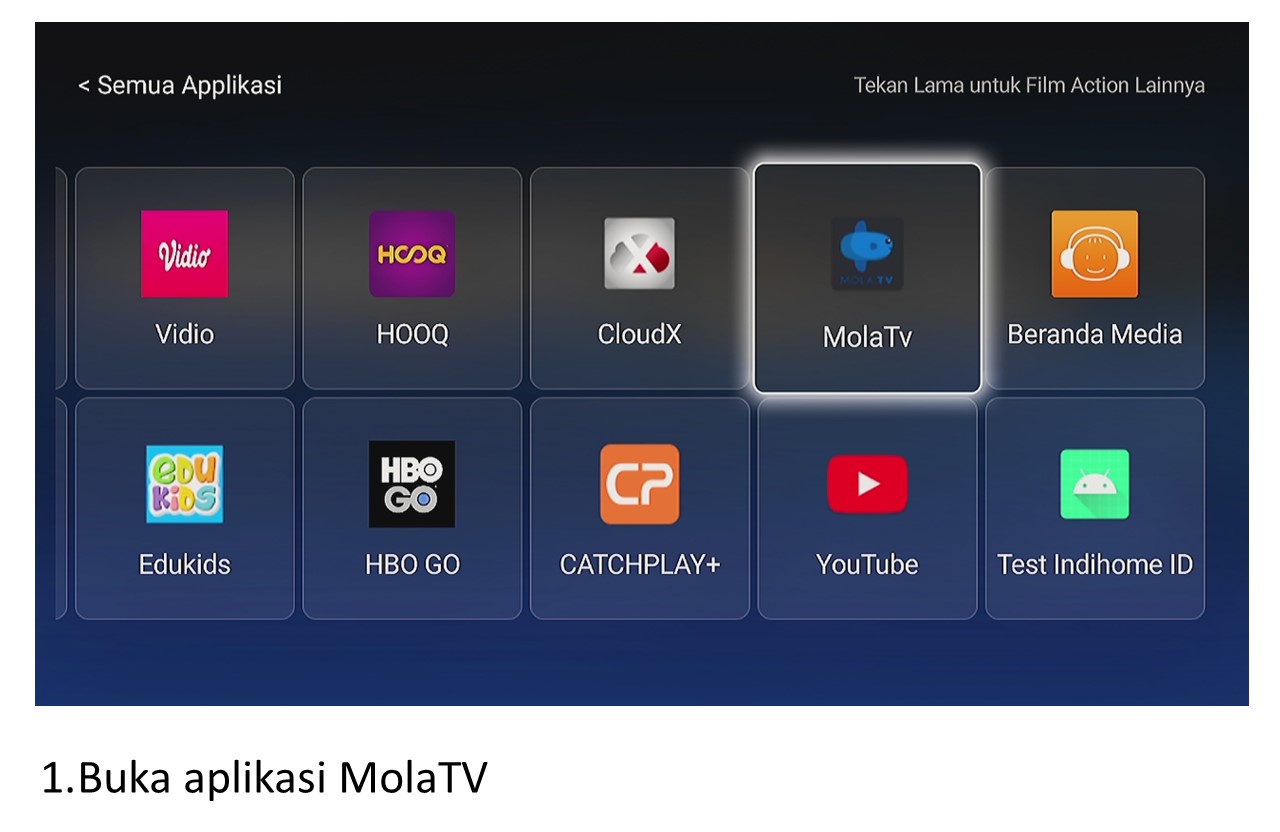 < Semua Applikasi
Tekan Lama untuk Film Action Lainnya
Vidio
HOOQ
MOLA TV
Vidio
HOOQ
CloudX
MolaTv
Beranda Media
EDU
KiDS
HBO
GO
CP
Edukids
HBO GO
CATCHPLAY+
YouTube
Test Indihome ID
1.Buka aplikasi MolaTV